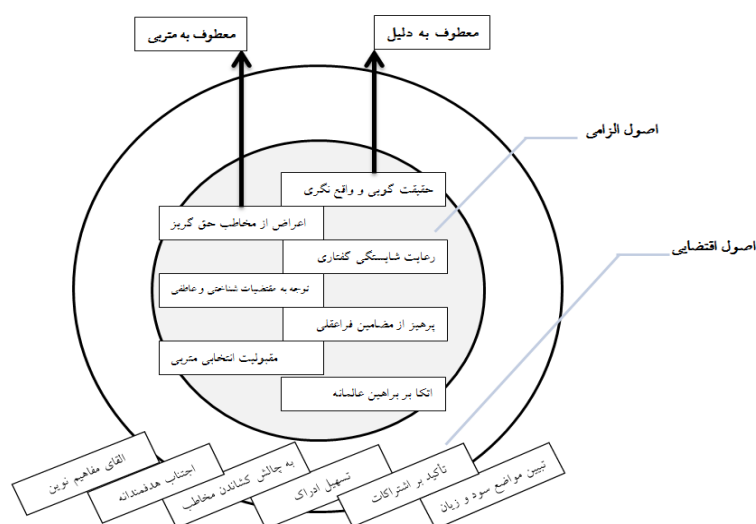 معطوف به دلیل
معطوف به متربی
اصول الزامی
حقیقت گویی و واقع نگری
اعراض از مخاطب حق گریز
رعایت شایستگی گفتاری
اصول اقتضایی
توجه به مقتضیات شناختی و عاطفی
پرهیز از مضامین فراعقلی
مقبولیت انتخابی متربی
اتکا بر براهین عالمانه
تبیین مواضع سود و زیان
تأکید بر اشتراکات
تسهیل ادراک
به چالش کشاندن مخاطب
اجتناب هدفمندانه
القای مفاهیم نوین